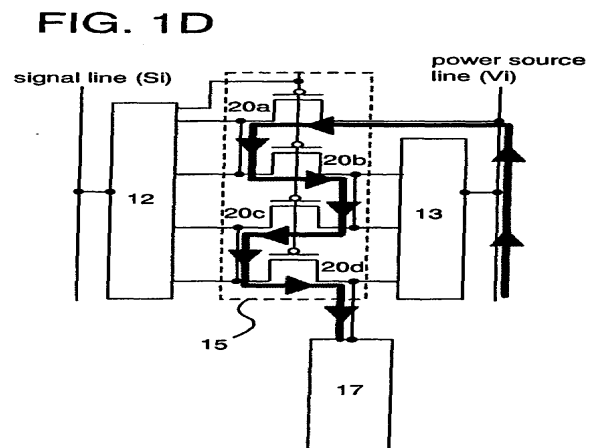 FIG. 1D
power source
line (Vi)
signal line (Si)
20a
20b
12
20c
13
20d
15
17